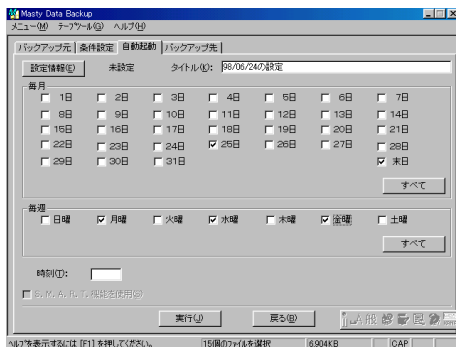 Masty Data Backup
メニュー(M) テープツール(G) ヘルプ(H)
バックアップ元 条件設定 自動起動 バックアップ先
設定情報(E) 未設定 タイトル(K): 98/06/24の設定
毎月
1日 2日 3日 4日 5日 6日 7日
8日 9日 10日 11日 12日 13日 14日
15日 16日 17日 18日 19日 20日 21日
22日 23日 24日 25日 26日 27日 28日
29日 30日 31日 末日
すべて
毎週
日曜 月曜 火曜 水曜 木曜 金曜 土曜
すべて
時刻(T):
S.M.A.R.T.機能を使用(S)
実行(J) 戻る(B) A 般
ヘルプを表示するには [F1] を押してください。 15個のファイルを選択 6,904KB CAP